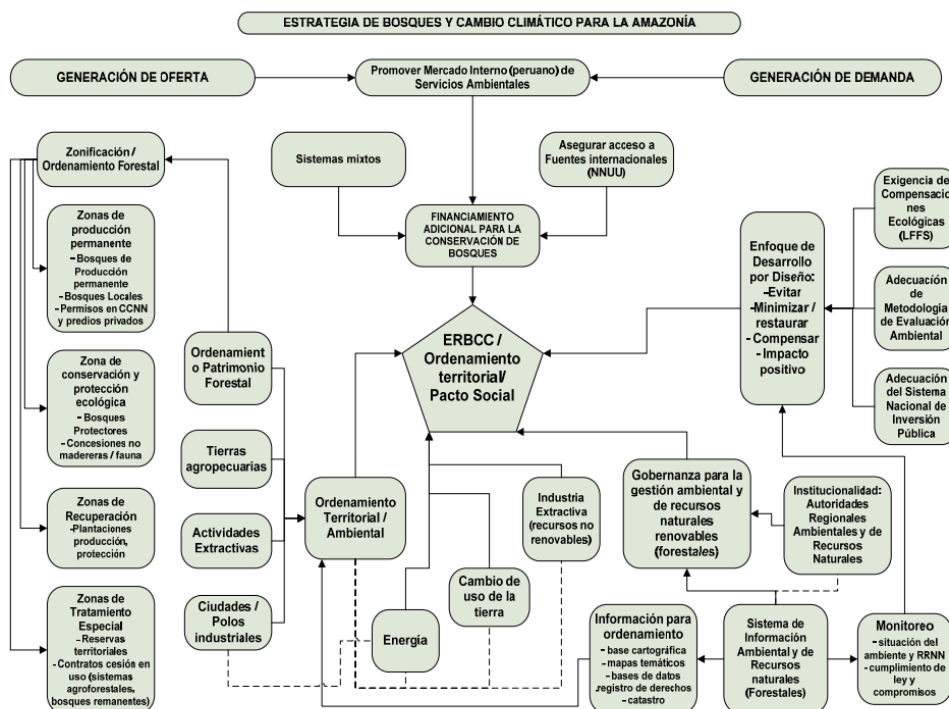 ESTRATEGIA DE BOSQUES Y CAMBIO CLIMÁTICO PARA LA AMAZONÍA
GENERACIÓN DE OFERTA
Promover Mercado Interno (peruano) de
Servicios Ambientales
GENERACIÓN DE DEMANDA
Zonificación /
Ordenamiento Forestal
Sistemas mixtos
Asegurar acceso a
Fuentes internacionales
(NNUU)
FINANCIAMIENTO
ADICIONAL PARA LA
CONSERVACIÓN DE
BOSQUES
Zonas de
producción
permanente
- Bosques de
Producción
permanente
-Bosques Locales
-Permisos en CCNN
y predios privados
Zona de
conservación y
protección
ecológica
- Bosques
Protectores
-Concesiones no
madereras / fauna
Zonas de
Recuperación
-Plantaciones
producción,
protección
Zonas de
Tratamiento
Especial
- Reservas
territoriales
-Contratos cesión en
uso (sistemas
agroforestales,
bosques remanentes)
Ordenamient
o Patrimonio
Forestal
Tierras
agropecuarias
Actividades
Extractivas
Ciudades /
Polos
industriales
ERBCC /
Ordenamiento
territorial/
Pacto Social
Ordenamiento
Territorial /
Ambiental
Energía
Cambio de
uso de la
tierra
Industria
Extractiva
(recursos no
renovables)
Enfoque de
Desarrollo
por Diseño:
-Evitar
-Minimizar /
restaurar
- Compensar
- Impacto
positivo
Exigencia de
Compensacio
nes
Ecológicas
(LFFS)
Adecuación
de
Metodología
de Evaluación
Ambiental
Adecuación
del Sistema
Nacional de
Inversión
Pública
Gobernanza para la
gestión ambiental y
de recursos
naturales
renovables
(forestales)
Institucionalidad:
Autoridades
Regionales
Ambientales y de
Recursos
Naturales
Información para
ordenamiento
- base cartográfica
- mapas temáticos
- bases de datos
.registro de derechos
- catastro
Sistema de
Información
Ambiental y de
Recursos
naturales
(Forestales)
Monitoreo
- situación del
ambiente y RRNN
- cumplimiento de
ley y
compromisos